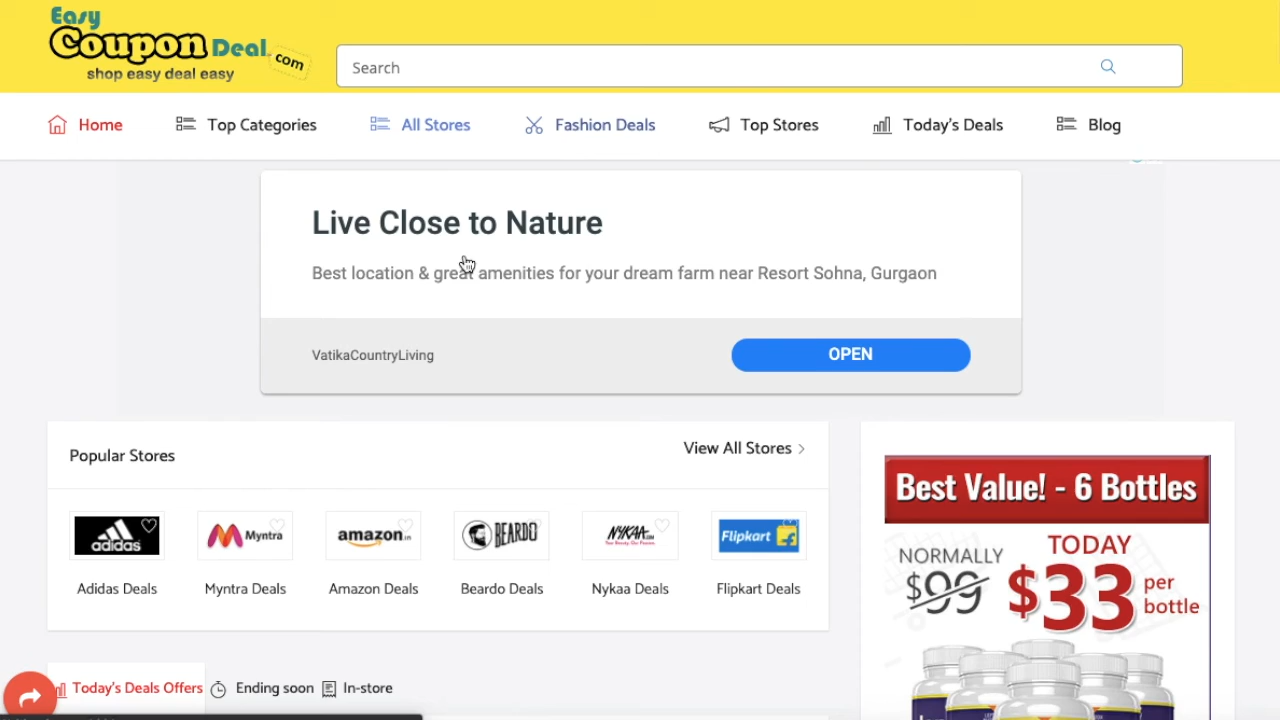 Easy
Coupon Deal.com
shop easy deal easy
Search
Home
Top Categories
All Stores
Fashion Deals
Top Stores
Today's Deals
Blog
Live Close to Nature
Best location & great amenities for your dream farm near Resort Sohna, Gurgaon
VatikaCountryLiving
OPEN
Popular Stores
View All Stores
adidas
Myntra
amazon.in
BEARDO
NYKAA.COM
Flipkart
Adidas Deals
Myntra Deals
Amazon Deals
Beardo Deals
Nykaa Deals
Flipkart Deals
Best Value! - 6 Bottles
NORMALLY
$99
TODAY
$33
per
bottle
Today's Deals Offers
Ending soon
In-store